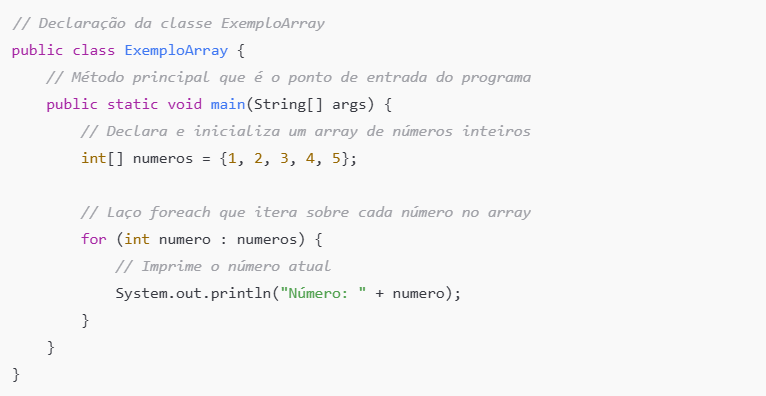 // Declaração da classe ExemploArray
public class ExemploArray {
    // Método principal que é o ponto de entrada do programa
    public static void main(String[] args) {
        // Declara e inicializa um array de números inteiros
        int[] numeros = {1, 2, 3, 4, 5};

        // Laço foreach que itera sobre cada número no array
        for (int numero : numeros) {
            // Imprime o número atual
            System.out.println("Número: " + numero);
        }
    }
}